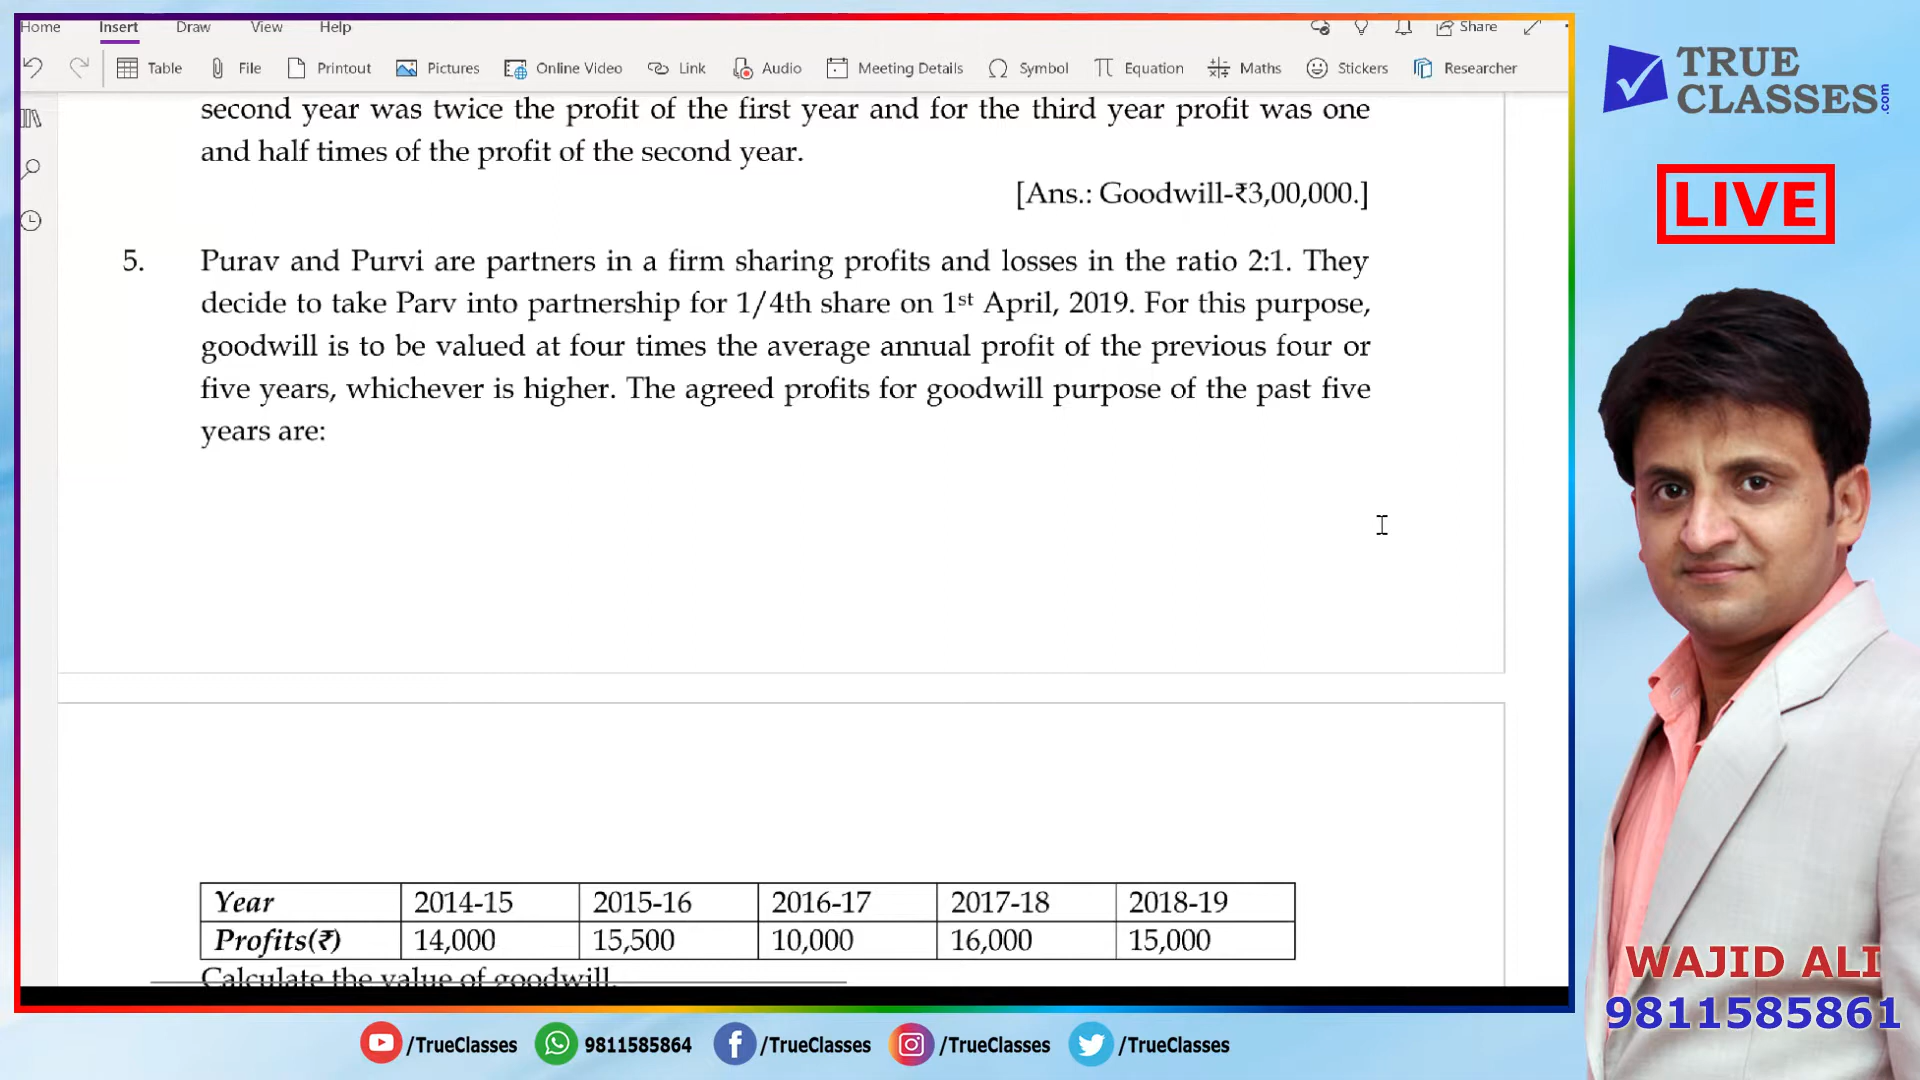 Home Insert Draw View Help Share
Table File Printout Pictures Online Video Link Audio Meeting Details Symbol Equation Maths Stickers Researcher
second year was twice the profit of the first year and for the third year profit was one
and half times of the profit of the second year.
[Ans.: Goodwill-₹3,00,000.]
5. Purav and Purvi are partners in a firm sharing profits and losses in the ratio 2:1. They
decide to take Parv into partnership for 1/4th share on 1st April, 2019. For this purpose,
goodwill is to be valued at four times the average annual profit of the previous four or
five years, whichever is higher. The agreed profits for goodwill purpose of the past five
years are:
Year 2014-15 2015-16 2016-17 2017-18 2018-19
Profits(₹) 14,000 15,500 10,000 16,000 15,000
Calculate the value of goodwill.
TRUE
CLASSES.com
LIVE
WAJID ALI
9811585861
/TrueClasses 9811585864 /TrueClasses /TrueClasses /TrueClasses